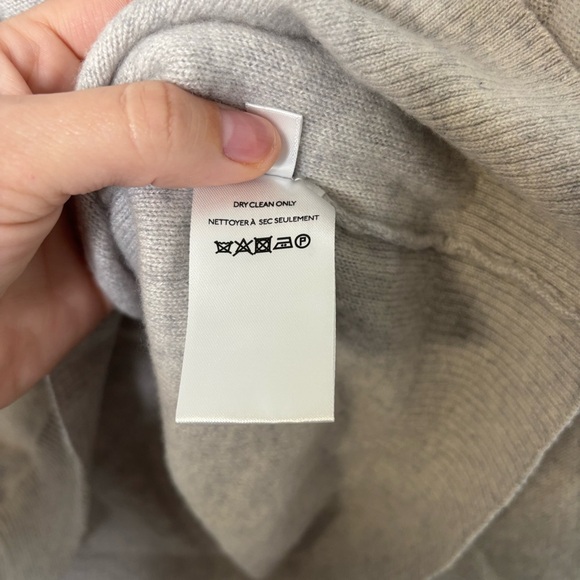 DRY CLEAN ONLY
NETTOYER À SEC SEULEMENT
P